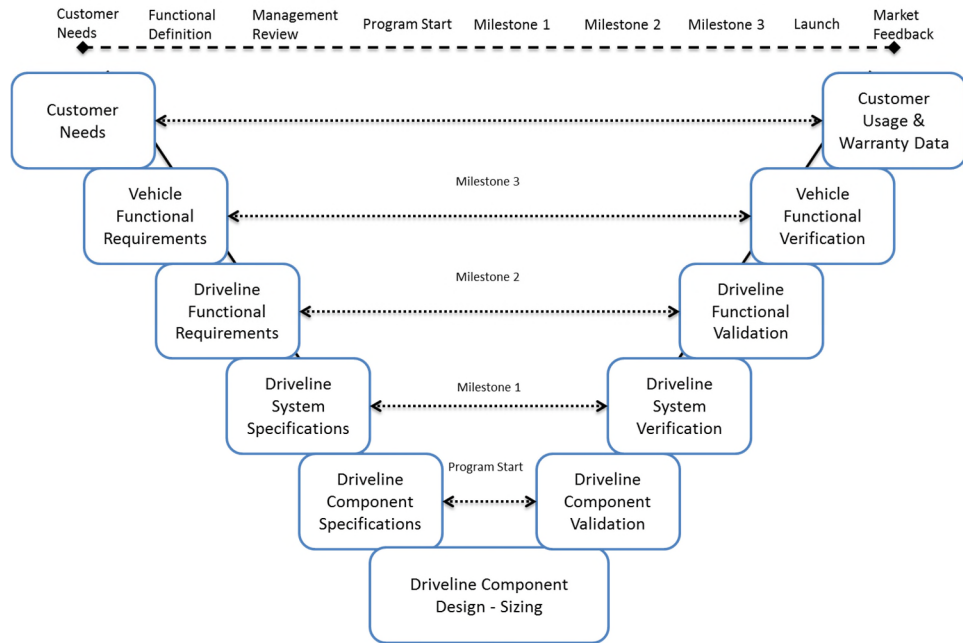 Customer Needs
Functional Definition
Management Review
Program Start
Milestone 1
Milestone 2
Milestone 3
Launch
Market Feedback
Customer
Needs
Customer
Usage &
Warranty Data
Milestone 3
Vehicle
Functional
Requirements
Vehicle
Functional
Verification
Milestone 2
Driveline
Functional
Requirements
Driveline
Functional
Validation
Milestone 1
Driveline
System
Specifications
Driveline
System
Verification
Program Start
Driveline
Component
Specifications
Driveline
Component
Validation
Driveline Component
Design - Sizing